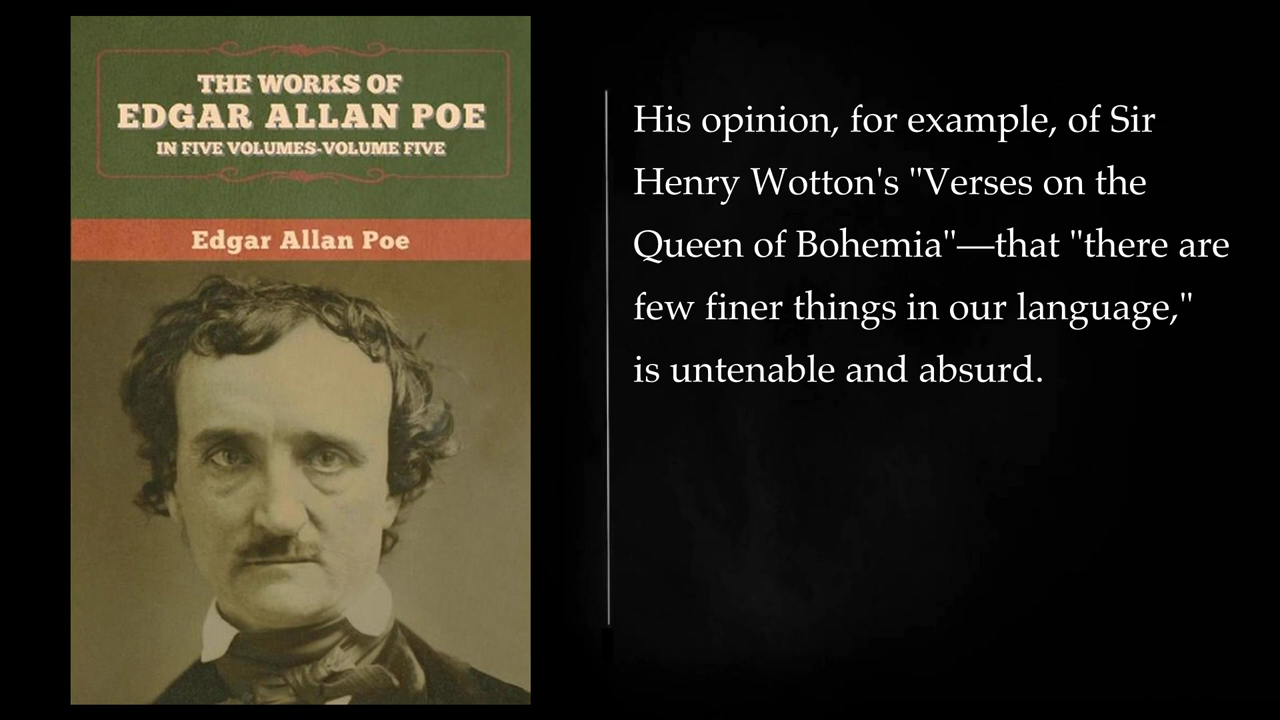 THE WORKS OF
EDGAR ALLAN POE
IN FIVE VOLUMES-VOLUME FIVE
Edgar Allan Poe
His opinion, for example, of Sir
Henry Wotton's "Verses on the
Queen of Bohemia"—that "there are
few finer things in our language,"
is untenable and absurd.